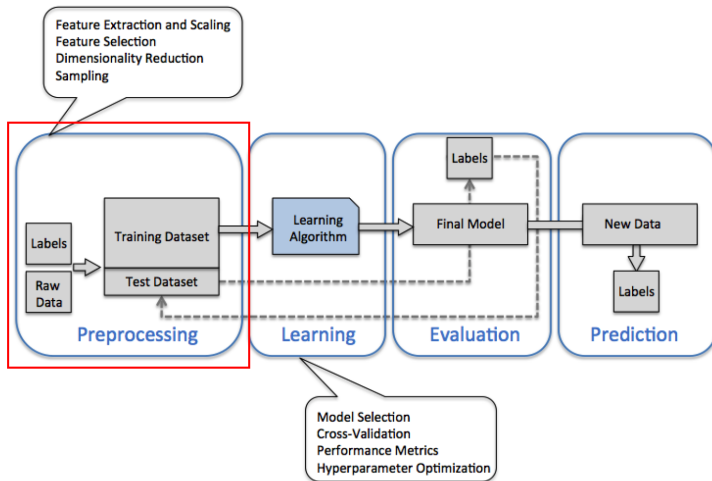 Feature Extraction and Scaling
Feature Selection
Dimensionality Reduction
Sampling
Labels
Raw
Data
Training Dataset
Test Dataset
Preprocessing
Learning
Algorithm
Learning
Labels
Final Model
Evaluation
New Data
Labels
Prediction
Model Selection
Cross-Validation
Performance Metrics
Hyperparameter Optimization